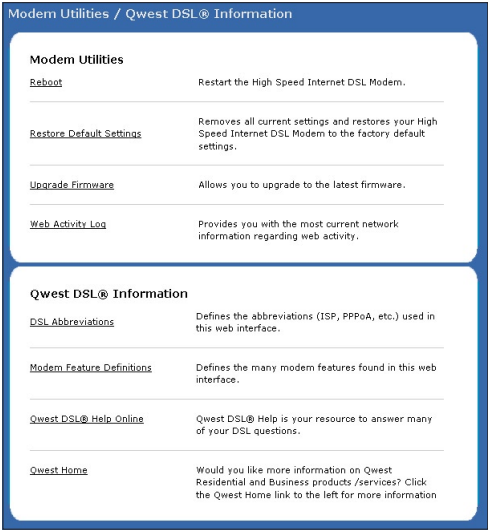 Modem Utilities / Qwest DSL® Information
Modem Utilities
Reboot
Restart the High Speed Internet DSL Modem.
Restore Default Settings
Removes all current settings and restores your High
Speed Internet DSL Modem to the factory default
settings.
Upgrade Firmware
Allows you to upgrade to the latest firmware.
Web Activity Log
Provides you with the most current network
information regarding web activity.
Qwest DSL® Information
DSL Abbreviations
Defines the abbreviations (ISP, PPPoA, etc.) used in
this web interface.
Modem Feature Definitions
Defines the many modem features found in this web
interface.
Qwest DSL® Help Online
Qwest DSL® Help is your resource to answer many
of your DSL questions.
Qwest Home
Would you like more information on Qwest
Residential and Business products /services? Click
the Qwest Home link to the left for more information